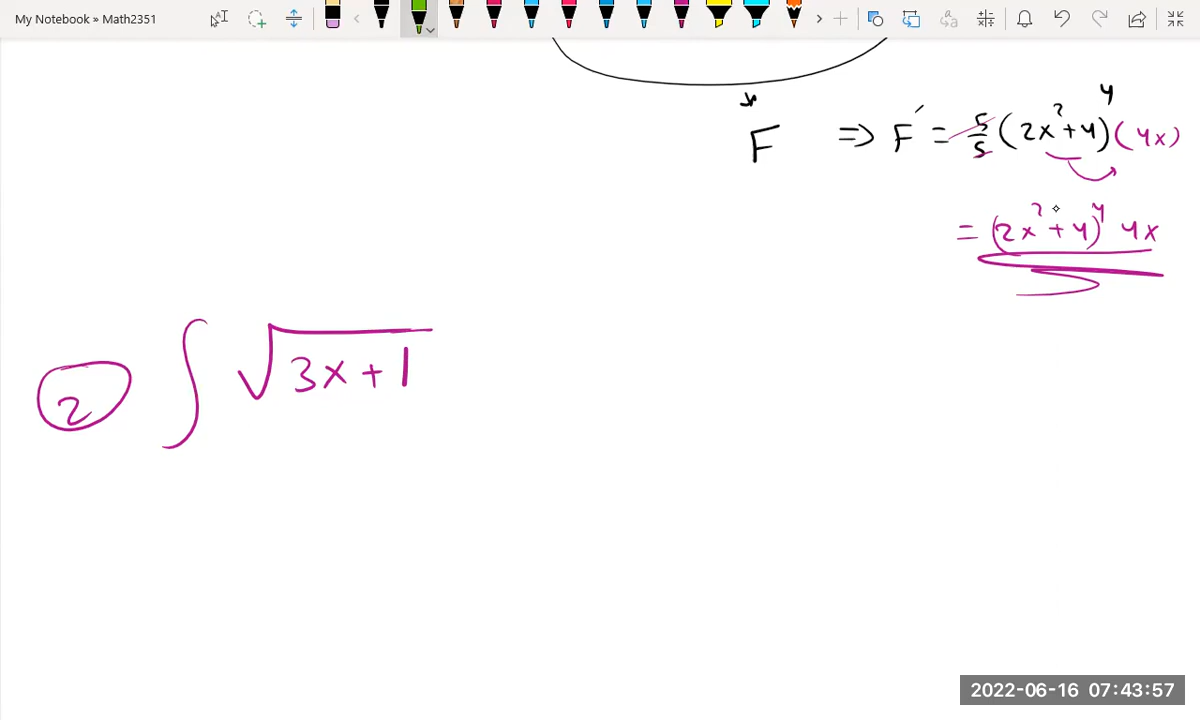 My Notebook » Math2351
F ⇒ F' = 5/5 (2x²+4)⁴ (4x)
= (2x²+4)⁴ 4x
2 ∫ √3x+1
2022-06-16 07:43:57